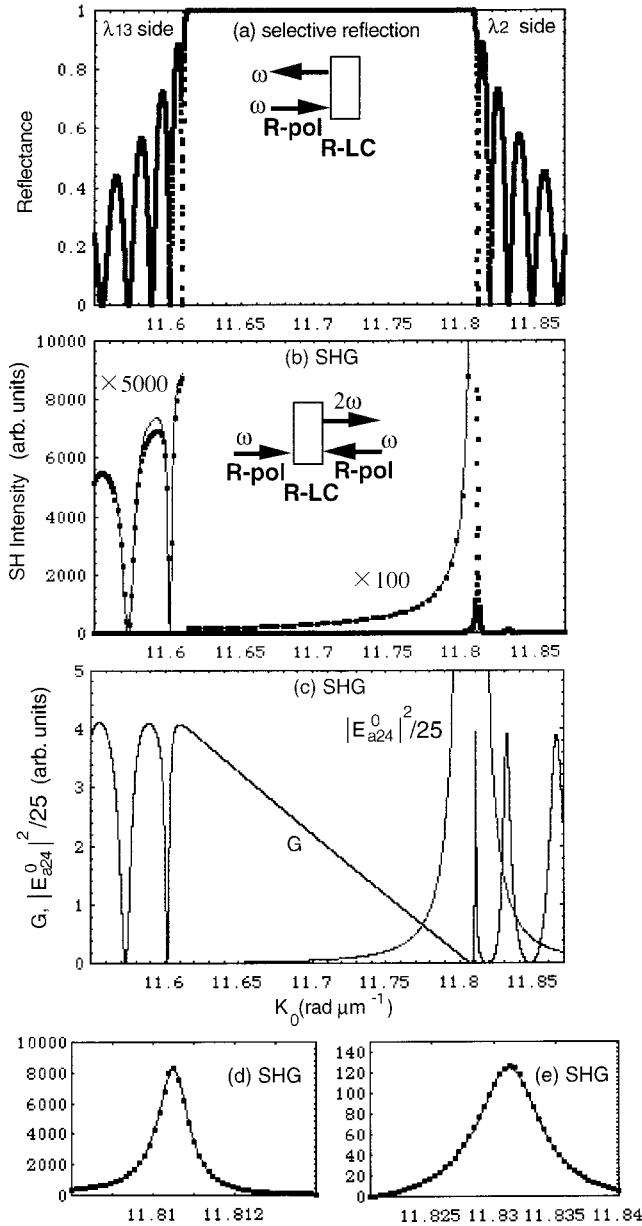 λ13 side (a) selective reflection λ2 side
ω
ω
R-pol
R-LC
Reflectance
1
0.8
0.6
0.4
0.2
0
11.6 11.65 11.7 11.75 11.8 11.85
(b) SHG
×5000
2ω
ω ω
R-pol R-pol
R-LC
×100
SH Intensity (arb. units)
10000
8000
6000
4000
2000
0
11.6 11.65 11.7 11.75 11.8 11.85
(c) SHG
|E⁰a24|²/25
G
G, |E⁰a24|²/25 (arb. units)
5
4
3
2
1
0
11.6 11.65 11.7 11.75 11.8 11.85
K₀(rad μm⁻¹)
(d) SHG
10000
8000
6000
4000
2000
0
11.81 11.812
(e) SHG
140
120
100
80
60
40
20
0
11.825 11.83 11.835 11.84